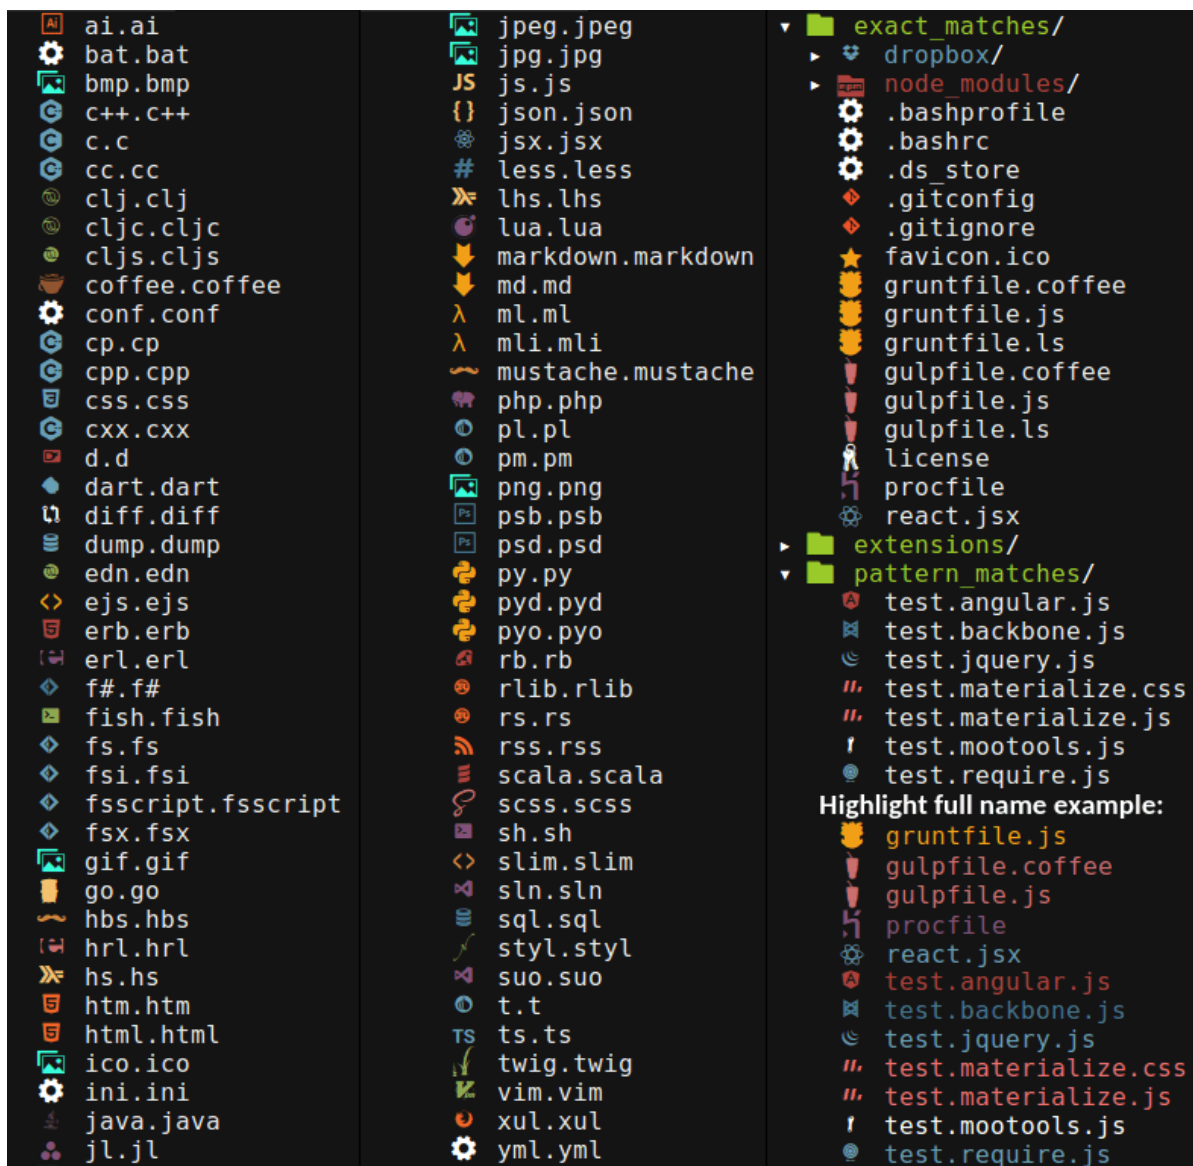 ai.ai
bat.bat
bmp.bmp
c++.c++
c.c
cc.cc
clj.clj
cljc.cljc
cljs.cljs
coffee.coffee
conf.conf
cp.cp
cpp.cpp
css.css
cxx.cxx
d.d
dart.dart
diff.diff
dump.dump
edn.edn
ejs.ejs
erb.erb
erl.erl
f#.f#
fish.fish
fs.fs
fsi.fsi
fsscript.fsscript
fsx.fsx
gif.gif
go.go
hbs.hbs
hrl.hrl
hs.hs
htm.htm
html.html
ico.ico
ini.ini
java.java
jl.jl
jpeg.jpeg
jpg.jpg
JS js.js
{} json.json
jsx.jsx
# less.less
lhs.lhs
lua.lua
markdown.markdown
md.md
λ ml.ml
λ mli.mli
mustache.mustache
php.php
pl.pl
pm.pm
png.png
Ps psb.psb
Ps psd.psd
py.py
pyd.pyd
pyo.pyo
rb.rb
rlib.rlib
rs.rs
rss.rss
scala.scala
scss.scss
sh.sh
slim.slim
sln.sln
sql.sql
styl.styl
suo.suo
t.t
TS ts.ts
twig.twig
vim.vim
xul.xul
yml.yml
exact_matches/
dropbox/
node_modules/
.bashprofile
.bashrc
.ds_store
.gitconfig
.gitignore
favicon.ico
gruntfile.coffee
gruntfile.js
gruntfile.ls
gulpfile.coffee
gulpfile.js
gulpfile.ls
license
procfile
react.jsx
extensions/
pattern_matches/
test.angular.js
test.backbone.js
test.jquery.js
test.materialize.css
test.materialize.js
test.mootools.js
test.require.js
Highlight full name example:
gruntfile.js
gulpfile.coffee
gulpfile.js
procfile
react.jsx
test.angular.js
test.backbone.js
test.jquery.js
test.materialize.css
test.materialize.js
test.mootools.js
test.require.js